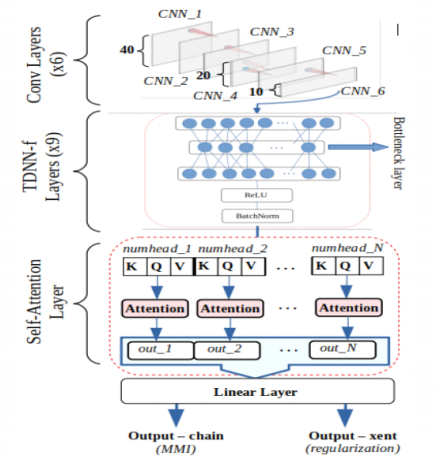 CNN_1
CNN_3
40
CNN_5
CNN_2
20
CNN_4
10
CNN_6
Conv Layers
(x6)
TDNN-f
Layers (x9)
Bottleneck layer
ReLU
BatchNorm
Self-Attention
Layer
numhead_1 numhead_2 ... numhead_N
K Q V K Q V ... K Q V
Attention Attention ... Attention
out_1 out_2 ... out_N
Linear Layer
Output – chain Output – xent
(MMI) (regularization)